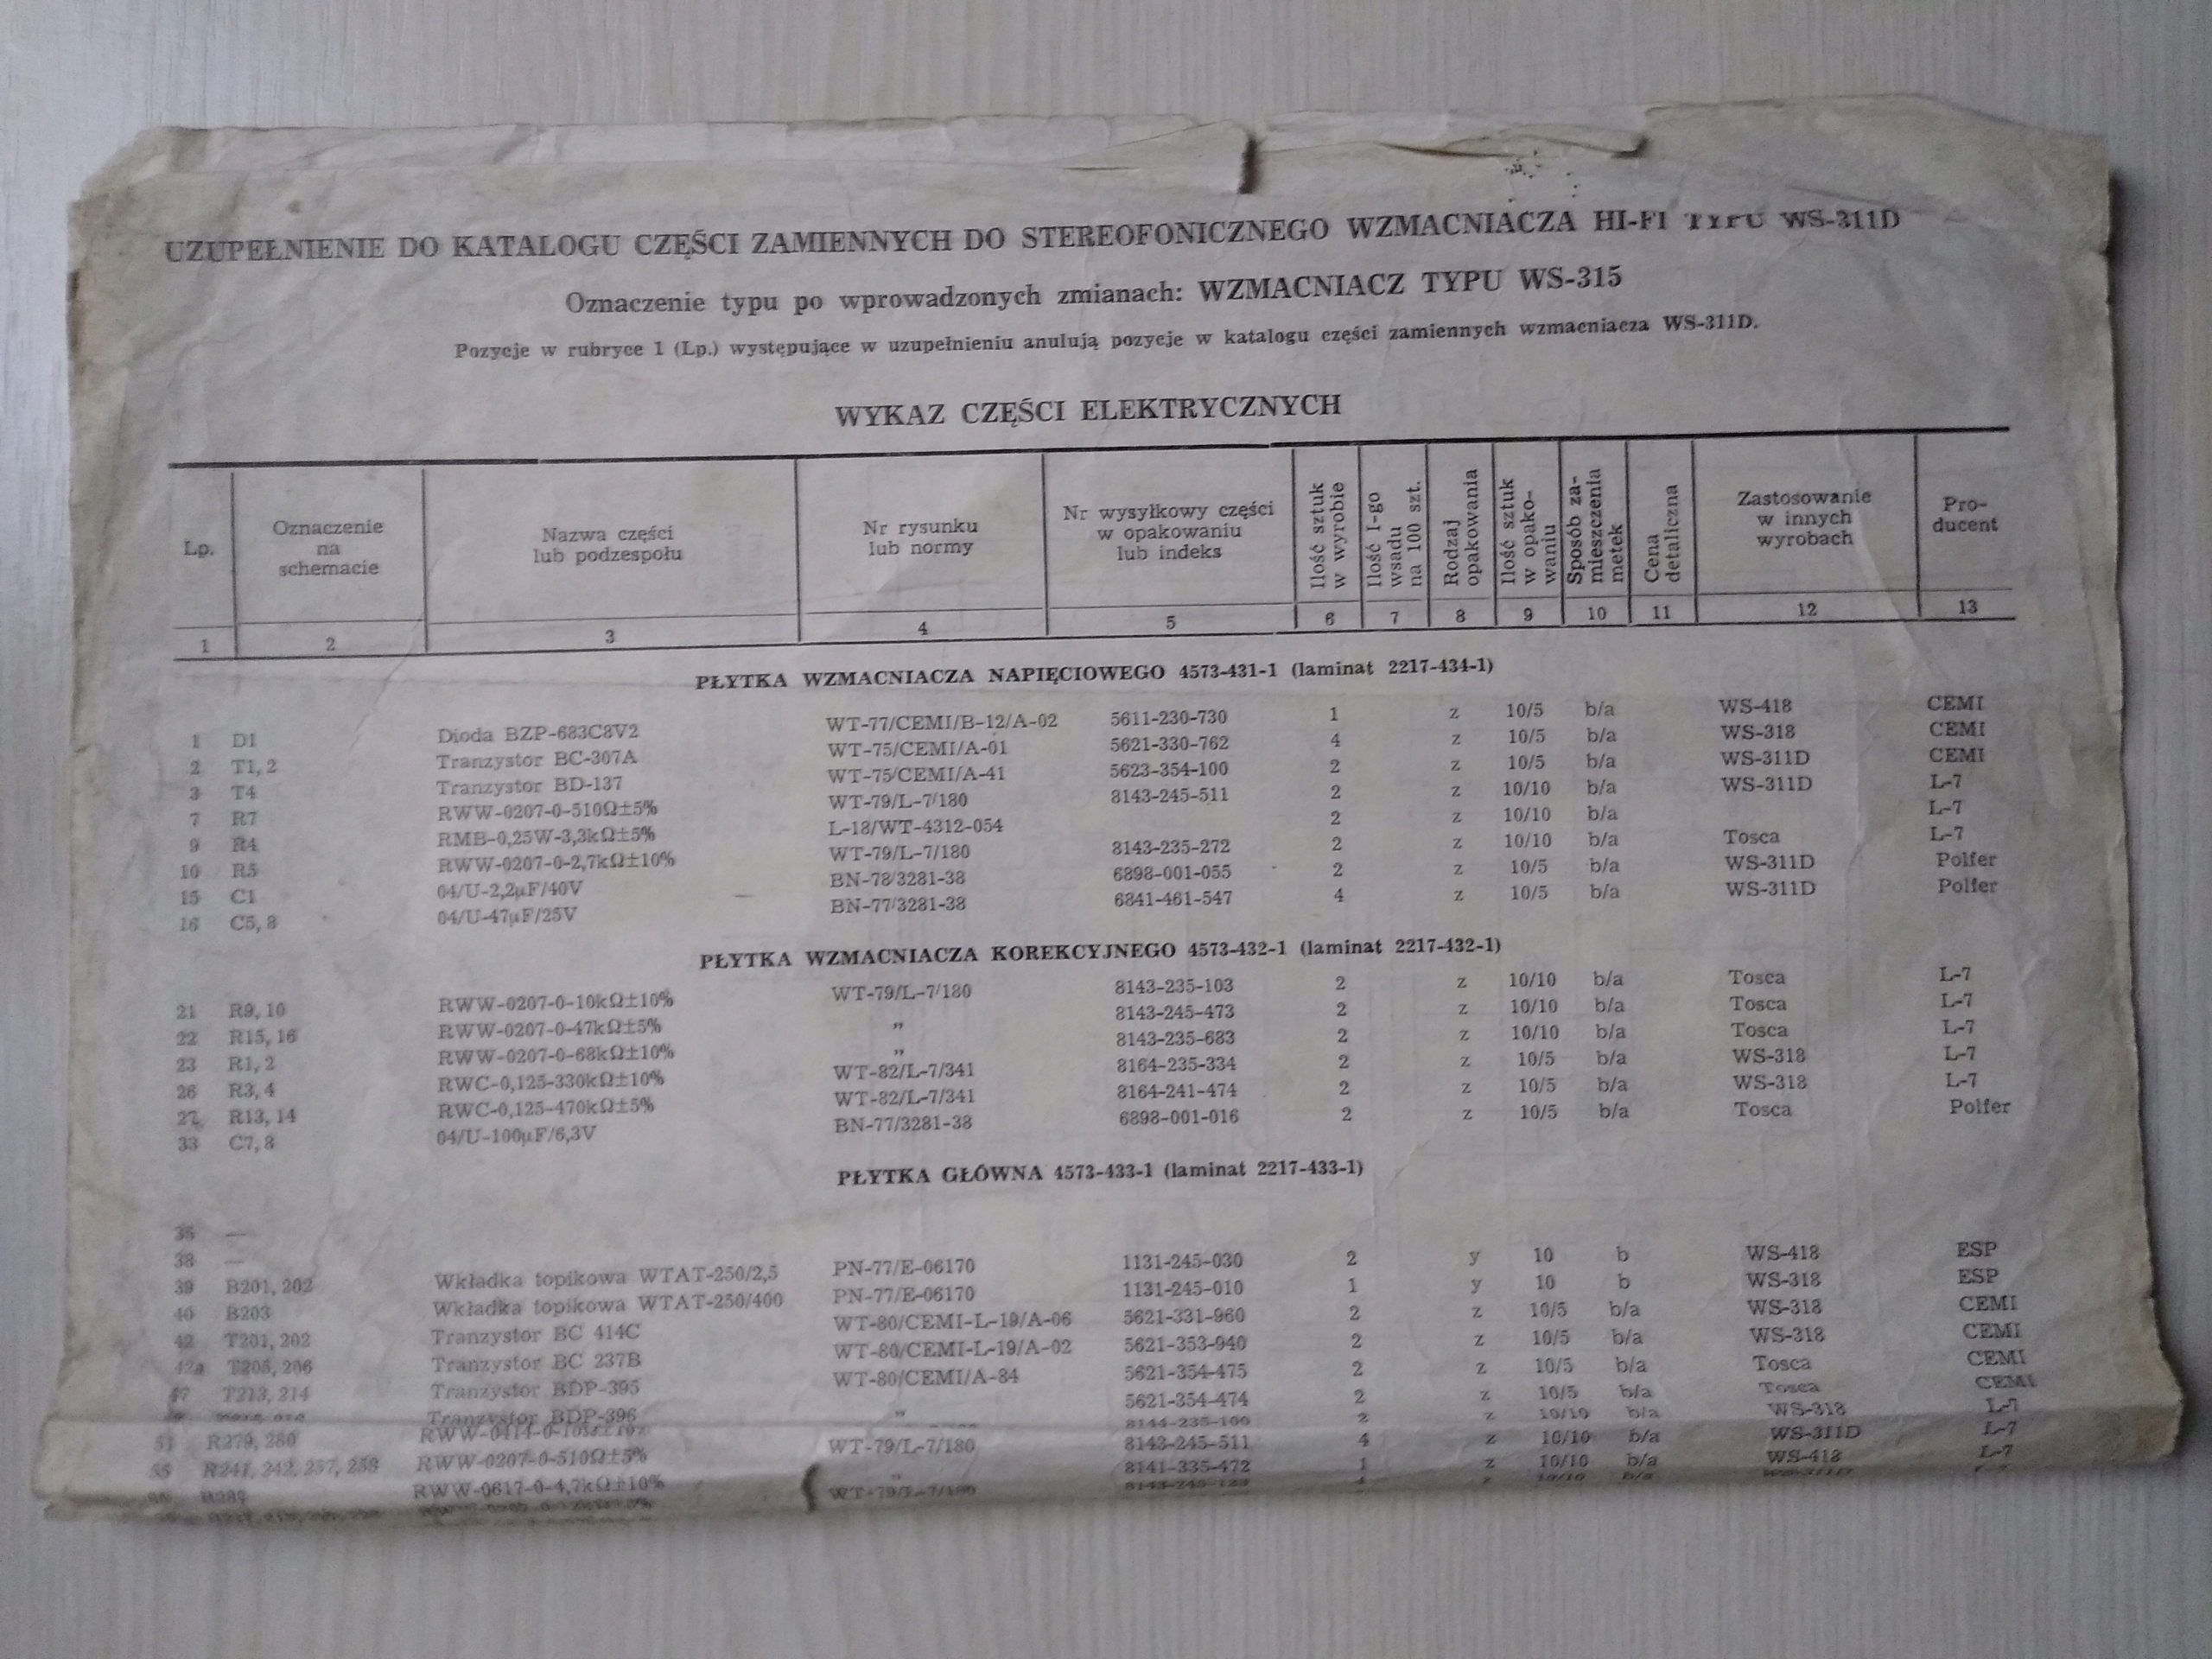 UZUPEŁNIENIE DO KATALOGU CZĘŚCI ZAMIENNYCH DO STEREOFONICZNEGO WZMACNIACZA HI-FI TYPU WS-311D
Oznaczenie typu po wprowadzonych zmianach: WZMACNIACZ TYPU WS-315
Pozycje w rubryce 1 (Lp.) występujące w uzupełnieniu anulują pozycje w katalogu części zamiennych wzmacniacza WS-311D.
WYKAZ CZĘŚCI ELEKTRYCZNYCH
Lp.
Oznaczenie
na
schemacie
Nazwa części
lub podzespołu
Nr rysunku
lub normy
Nr wysyłkowy części
w opakowaniu
lub indeks
Ilość sztuk
w wyrobie
Ilość I-go
wsadu
na 100 szt.
Rodzaj
opakowania
Ilość sztuk
w opako-
waniu
Sposób za-
mieszczenia
metek
Cena
detaliczna
Zastosowanie
w innych
wyrobach
Pro-
ducent
1 2 3 4 5 6 7 8 9 10 11 12 13
PŁYTKA WZMACNIACZA NAPIĘCIOWEGO 4573-431-1 (laminat 2217-434-1)
1 D1 Dioda BZP-683C8V2 WT-77/CEMI/B-12/A-02 5611-230-730 1 z 10/5 b/a WS-418 CEMI
2 T1, 2 Tranzystor BC-307A WT-75/CEMI/A-01 5621-330-762 4 z 10/5 b/a WS-318 CEMI
3 T4 Tranzystor BD-137 WT-75/CEMI/A-41 5623-354-100 2 z 10/5 b/a WS-311D CEMI
7 R7 RWW-0207-0-510Ω±5% WT-79/L-7/180 8143-245-511 2 z 10/10 b/a WS-311D L-7
9 R4 RMB-0,25W-3,3kΩ±5% L-18/WT-4312-054 2 z 10/10 b/a L-7
10 R5 RWW-0207-0-2,7kΩ±10% WT-79/L-7/180 8143-235-272 2 z 10/10 b/a Tosca L-7
15 C1 04/U-2,2µF/40V BN-78/3281-38 6898-001-055 2 z 10/5 b/a WS-311D Polfer
16 C5, 8 04/U-47µF/25V BN-77/3281-38 6841-461-547 4 z 10/5 b/a WS-311D Polfer
PŁYTKA WZMACNIACZA KOREKCYJNEGO 4573-432-1 (laminat 2217-432-1)
21 R9, 10 RWW-0207-0-10kΩ±10% WT-79/L-7/180 8143-235-103 2 z 10/10 b/a Tosca L-7
22 R15, 16 RWW-0207-0-47kΩ±5% " 8143-245-473 2 z 10/10 b/a Tosca L-7
23 R1, 2 RWW-0207-0-68kΩ±10% " 8143-235-683 2 z 10/10 b/a Tosca L-7
26 R3, 4 RWC-0,125-330kΩ±10% WT-82/L-7/341 8164-235-334 2 z 10/5 b/a WS-318 L-7
27 R13, 14 RWC-0,125-470kΩ±5% WT-82/L-7/341 8164-241-474 2 z 10/5 b/a WS-318 L-7
33 C7, 8 04/U-100µF/6,3V BN-77/3281-38 6898-001-016 2 z 10/5 b/a Tosca Polfer
PŁYTKA GŁÓWNA 4573-433-1 (laminat 2217-433-1)
35 —
38 —
39 B201, 202 Wkładka topikowa WTAT-250/2,5 PN-77/E-06170 1131-245-030 2 y 10 b WS-418 ESP
40 B203 Wkładka topikowa WTAT-250/400 PN-77/E-06170 1131-245-010 1 y 10 b WS-318 ESP
42 T201, 202 Tranzystor BC 414C WT-80/CEMI-L-19/A-06 5621-331-960 2 z 10/5 b/a WS-318 CEMI
42a T205, 206 Tranzystor BC 237B WT-80/CEMI-L-19/A-02 5621-353-940 2 z 10/5 b/a WS-318 CEMI
47 T213, 214 Tranzystor BDP-395 WT-80/CEMI/A-84 5621-354-475 2 z 10/5 b/a Tosca CEMI
Tranzystor BDP-396 " 5621-354-474 2 z 10/5 b/a Tosca CEMI
51 R279, 280 8144-235-100 2 z 10/10 b/a WS-318 L-7
55 R241, 242, 257, 258 RWW-0207-0-510Ω±5% WT-79/L-7/180 8143-245-511 4 z 10/10 b/a WS-311D L-7
RWW-0617-0-4,7kΩ±10% " 8141-335-472 1 z 10/10 b/a WS-418 L-7
WT-79/L-7/180